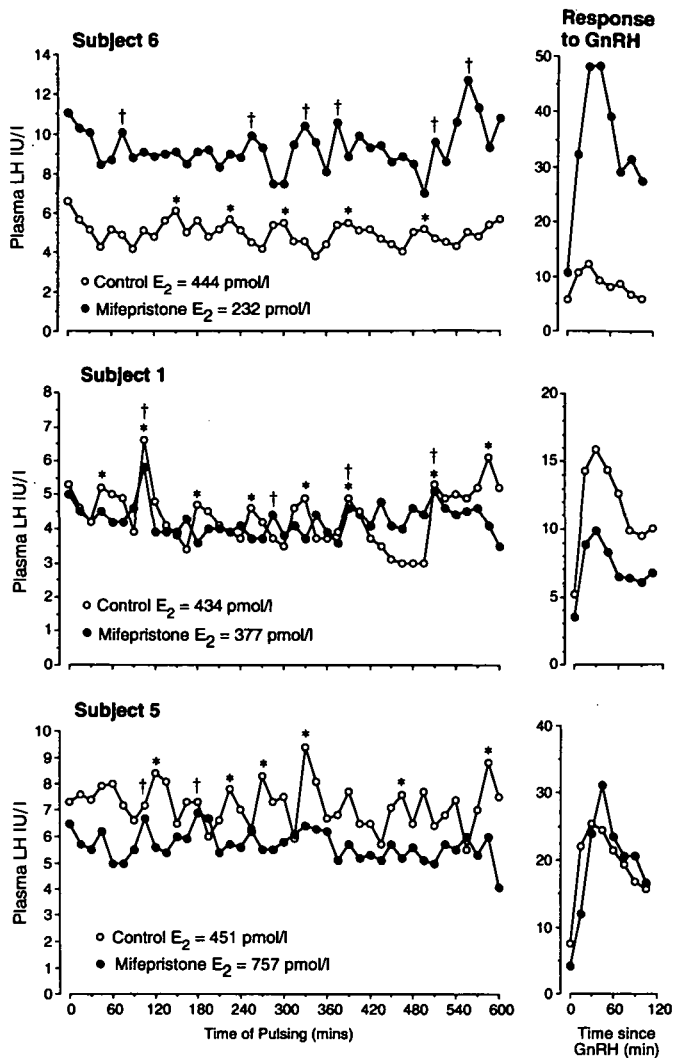 Subject 6
Response
to GnRH
14
12
10
8
6
4
2
0
Plasma LH IU/l
† † † † † †
* * * * *
Control E2 = 444 pmol/l
Mifepristone E2 = 232 pmol/l
50
40
30
20
10
0
Subject 1
8
7
6
5
4
3
2
1
0
Plasma LH IU/l
† † † †
* * * * * * * *
Control E2 = 434 pmol/l
Mifepristone E2 = 377 pmol/l
20
15
10
5
0
Subject 5
10
9
8
7
6
5
4
3
2
1
0
Plasma LH IU/l
† * † * * * * *
Control E2 = 451 pmol/l
Mifepristone E2 = 757 pmol/l
0 60 120 180 240 300 360 420 480 540 600
Time of Pulsing (mins)
40
30
20
10
0
0 60 120
Time since
GnRH (min)